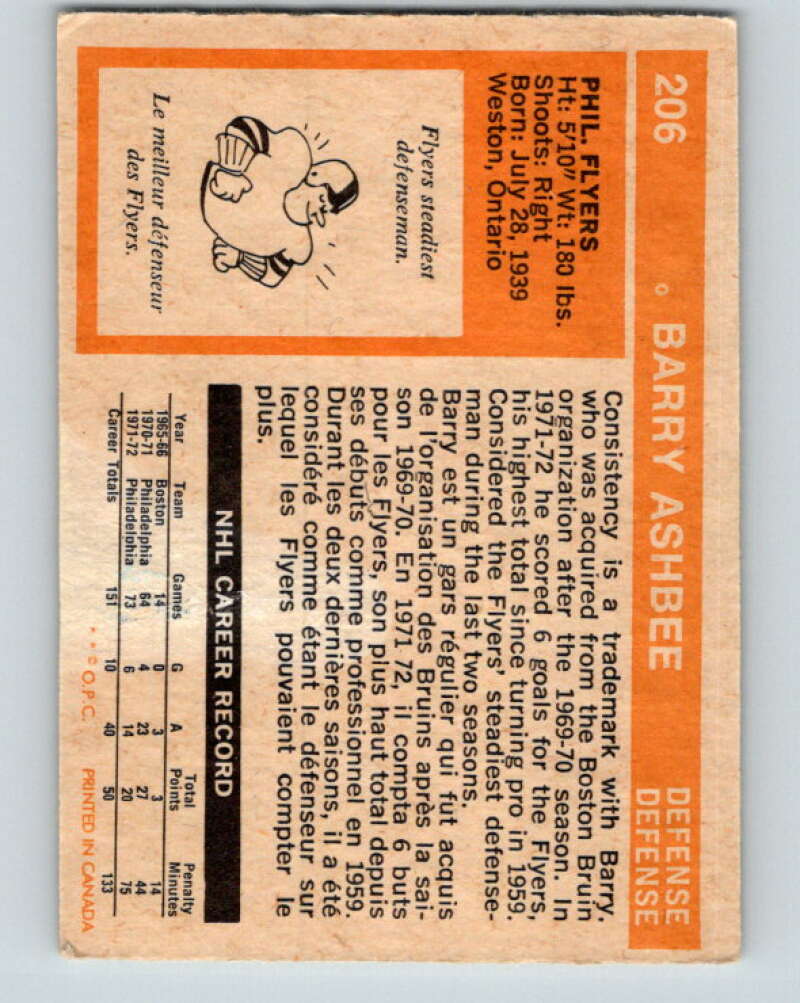 206
BARRY ASHBEE
DEFENSE
DEFENSE
PHIL. FLYERS
Ht: 5'10" Wt: 180 lbs.
Shoots: Right
Born: July 28, 1939
Weston, Ontario
Flyers steadiest
defenseman.
Le meilleur défenseur
des Flyers.
Consistency is a trademark with Barry,
who was acquired from the Boston Bruin
organization after the 1969-70 season. In
1971-72 he scored 6 goals for the Flyers,
his highest total since turning pro in 1959.
Considered the Flyers' steadiest defense-
man during the last two seasons.
Barry est un gars régulier qui fut acquis
de l'organisation des Bruins après la sai-
son 1969-70. En 1971 72, il compta 6 buts
pour les Flyers, son plus haut total depuis
ses débuts comme professionnel en 1959.
Durant les deux dernières saisons, il a été
considéré comme étant le défenseur sur
lequel les Flyers pouvaient compter le
plus.
NHL CAREER RECORD
Year Team Games G A Total Points Penalty Minutes
1965-66 Boston 14 0 3 3 14
1970-71 Philadelphia 64 4 23 27 44
1971-72 Philadelphia 73 6 14 20 75
Career Totals 151 10 40 50 133
* * © O.P.C. PRINTED IN CANADA